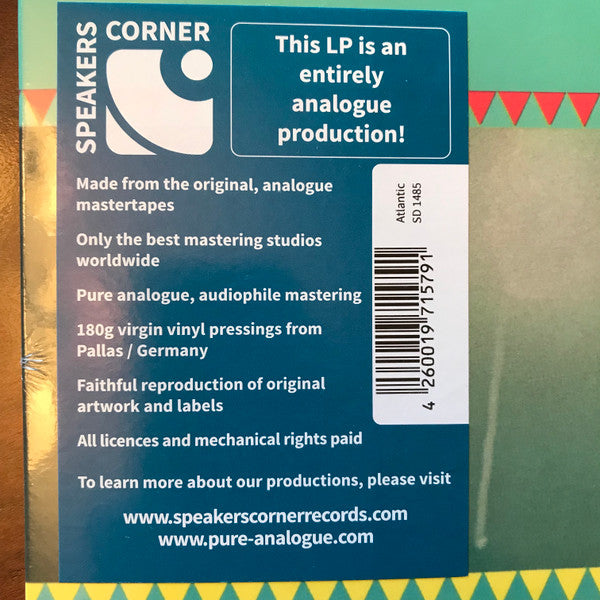 SPEAKERS
CORNER
This LP is an
entirely
analogue
production!
Made from the original, analogue
mastertapes
Only the best mastering studios
worldwide
Pure analogue, audiophile mastering
180g virgin vinyl pressings from
Pallas / Germany
Faithful reproduction of original
artwork and labels
All licences and mechanical rights paid
Atlantic
SD 1485
4 260019 715791
To learn more about our productions, please visit
www.speakerscornerrecords.com
www.pure-analogue.com